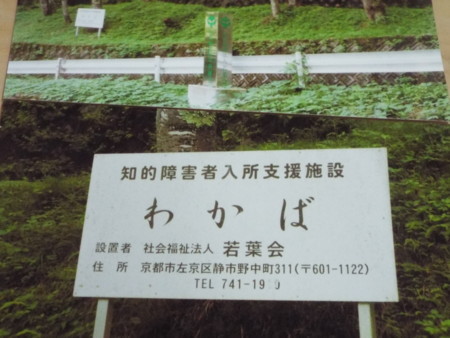 知的障害者入所支援施設
わかば
設置者 社会福祉法人 若葉会
住所 京都市左京区静市野中町311(〒601-1122)
TEL